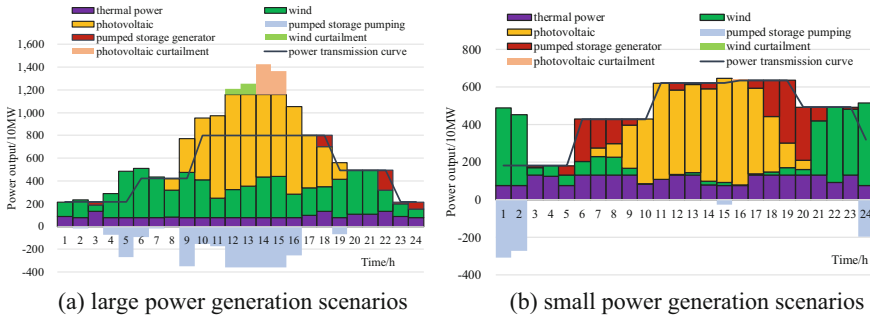 thermal power wind
photovoltaic pumped storage pumping
pumped storage generator wind curtailment
photovoltaic curtailment power transmission curve
Power output/10MW
1,600
1,400
1,200
1,000
800
600
400
200
0
-200
-400
1 2 3 4 5 6 7 8 9 10 11 12 13 14 15 16 17 18 19 20 21 22 23 24
Time/h
(a) large power generation scenarios
thermal power wind
photovoltaic pumped storage pumping
pumped storage generator wind curtailment
photovoltaic curtailment power transmission curve
Power output/10MW
800
600
400
200
0
-200
-400
1 2 3 4 5 6 7 8 9 10 11 12 13 14 15 16 17 18 19 20 21 22 23 24
Time/h
(b) small power generation scenarios